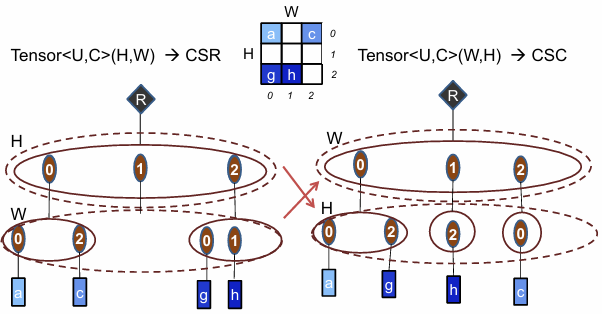 W
a c 0
Tensor<U,C>(H,W) → CSR
H
1
Tensor<U,C>(W,H) → CSC
g h 2
0 1 2
R
R
H
W
0 1 2
0 1 2
W
H
0 2 0 1
0 2 2 0
a c g h
a g h c